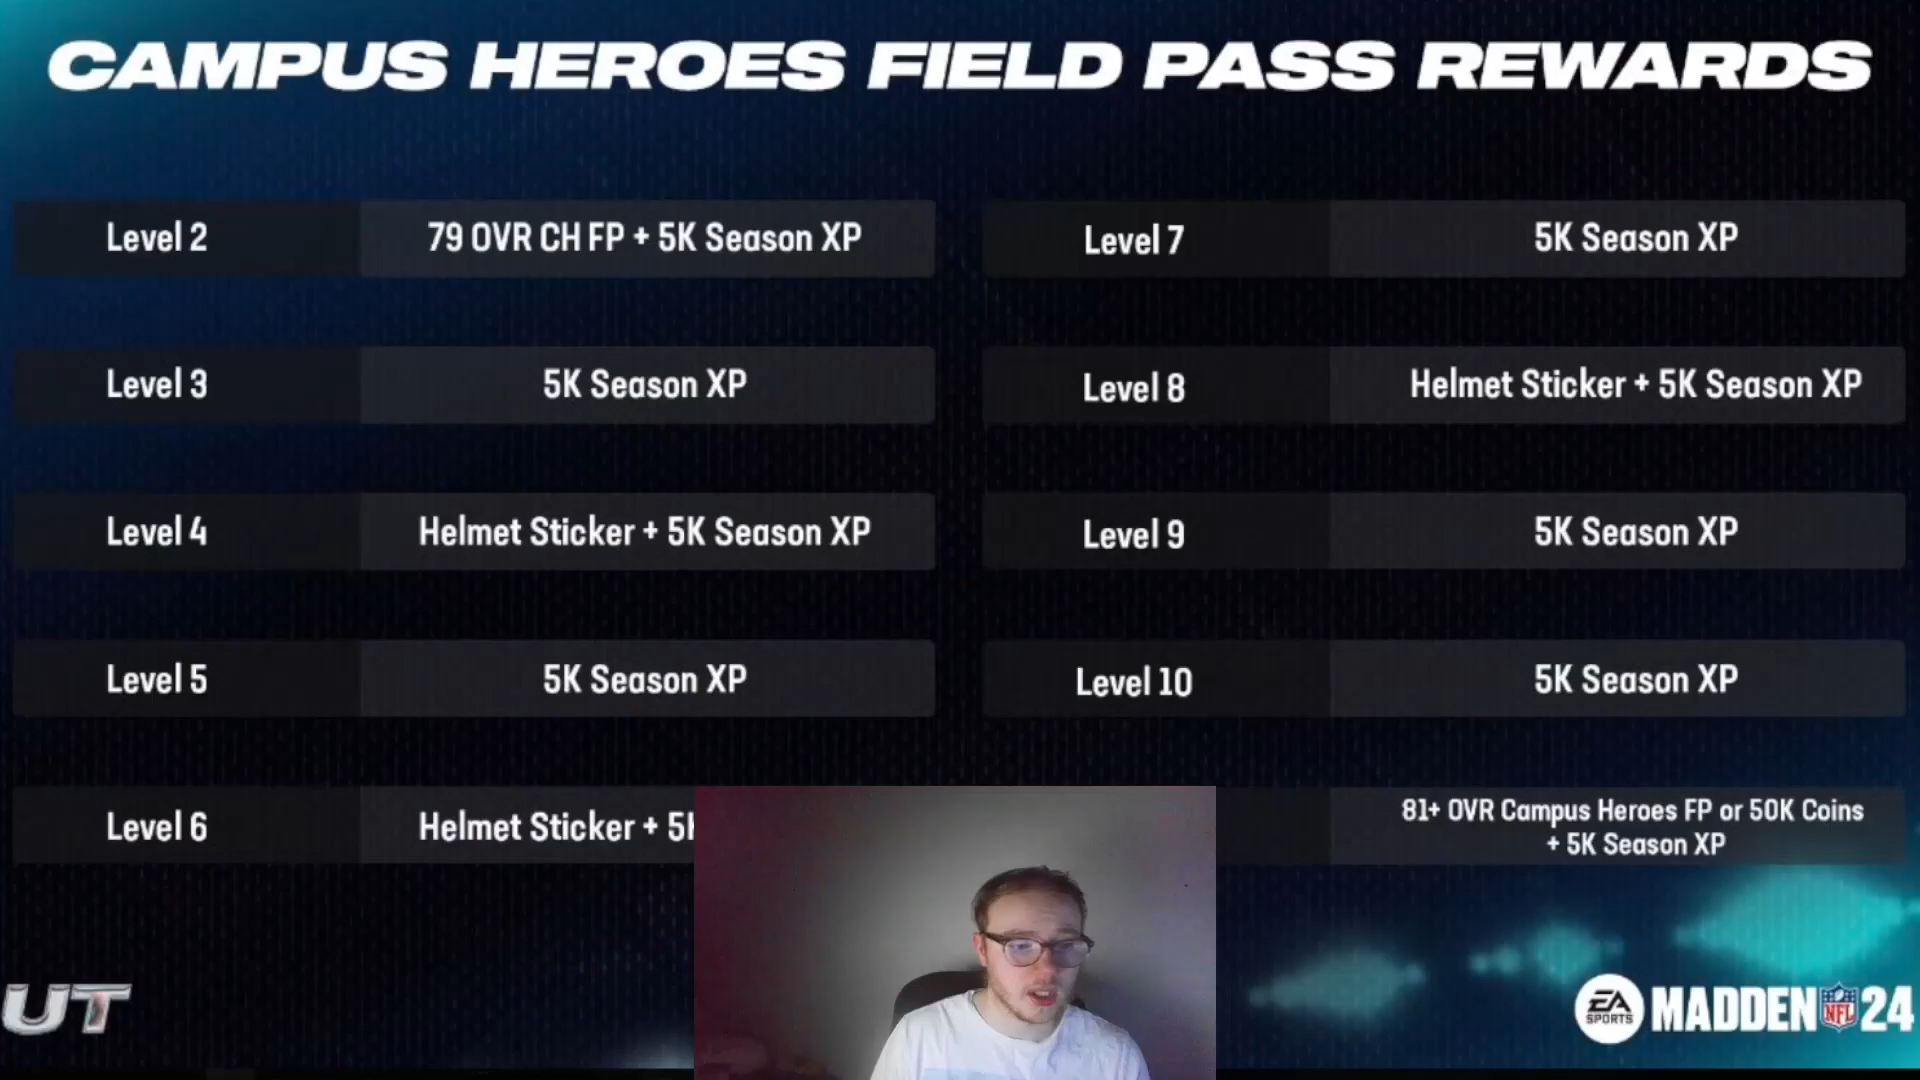 CAMPUS HEROES FIELD PASS REWARDS
Level 2
79 OVR CH FP + 5K Season XP
Level 3
5K Season XP
Level 4
Helmet Sticker + 5K Season XP
Level 5
5K Season XP
Level 6
Helmet Sticker + 5
Level 7
5K Season XP
Level 8
Helmet Sticker + 5K Season XP
Level 9
5K Season XP
Level 10
5K Season XP
81+ OVR Campus Heroes FP or 50K Coins
+ 5K Season XP
UT
EA
SPORTS
MADDEN NFL 24